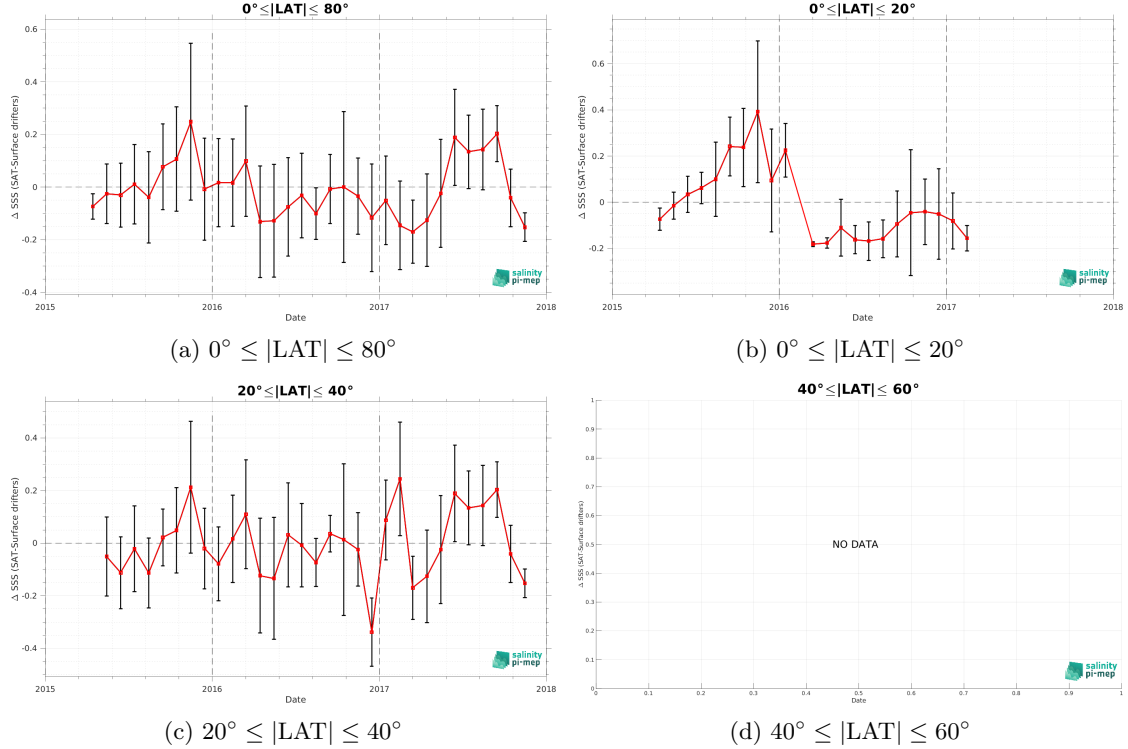 0°≤|LAT|≤ 80°
0.6
0.4
0.2
0
-0.2
-0.4
Δ SSS (SAT-Surface drifters)
2015
2016
2017
2018
Date
salinity
pi-mep
(a) 0° ≤ |LAT| ≤ 80°
0°≤|LAT|≤ 20°
0.6
0.4
0.2
0
-0.2
Δ SSS (SAT-Surface drifters)
2015
2016
2017
2018
Date
salinity
pi-mep
(b) 0° ≤ |LAT| ≤ 20°
20°≤|LAT|≤ 40°
0.4
0.2
0
-0.2
-0.4
Δ SSS (SAT-Surface drifters)
2015
2016
2017
2018
Date
salinity
pi-mep
(c) 20° ≤ |LAT| ≤ 40°
40°≤|LAT|≤ 60°
1
0.9
0.8
0.7
0.6
0.5
0.4
0.3
0.2
0.1
0
Δ SSS (SAT-Surface drifters)
NO DATA
0
0.1
0.2
0.3
0.4
0.5
0.6
0.7
0.8
0.9
1
Date
salinity
pi-mep
(d) 40° ≤ |LAT| ≤ 60°